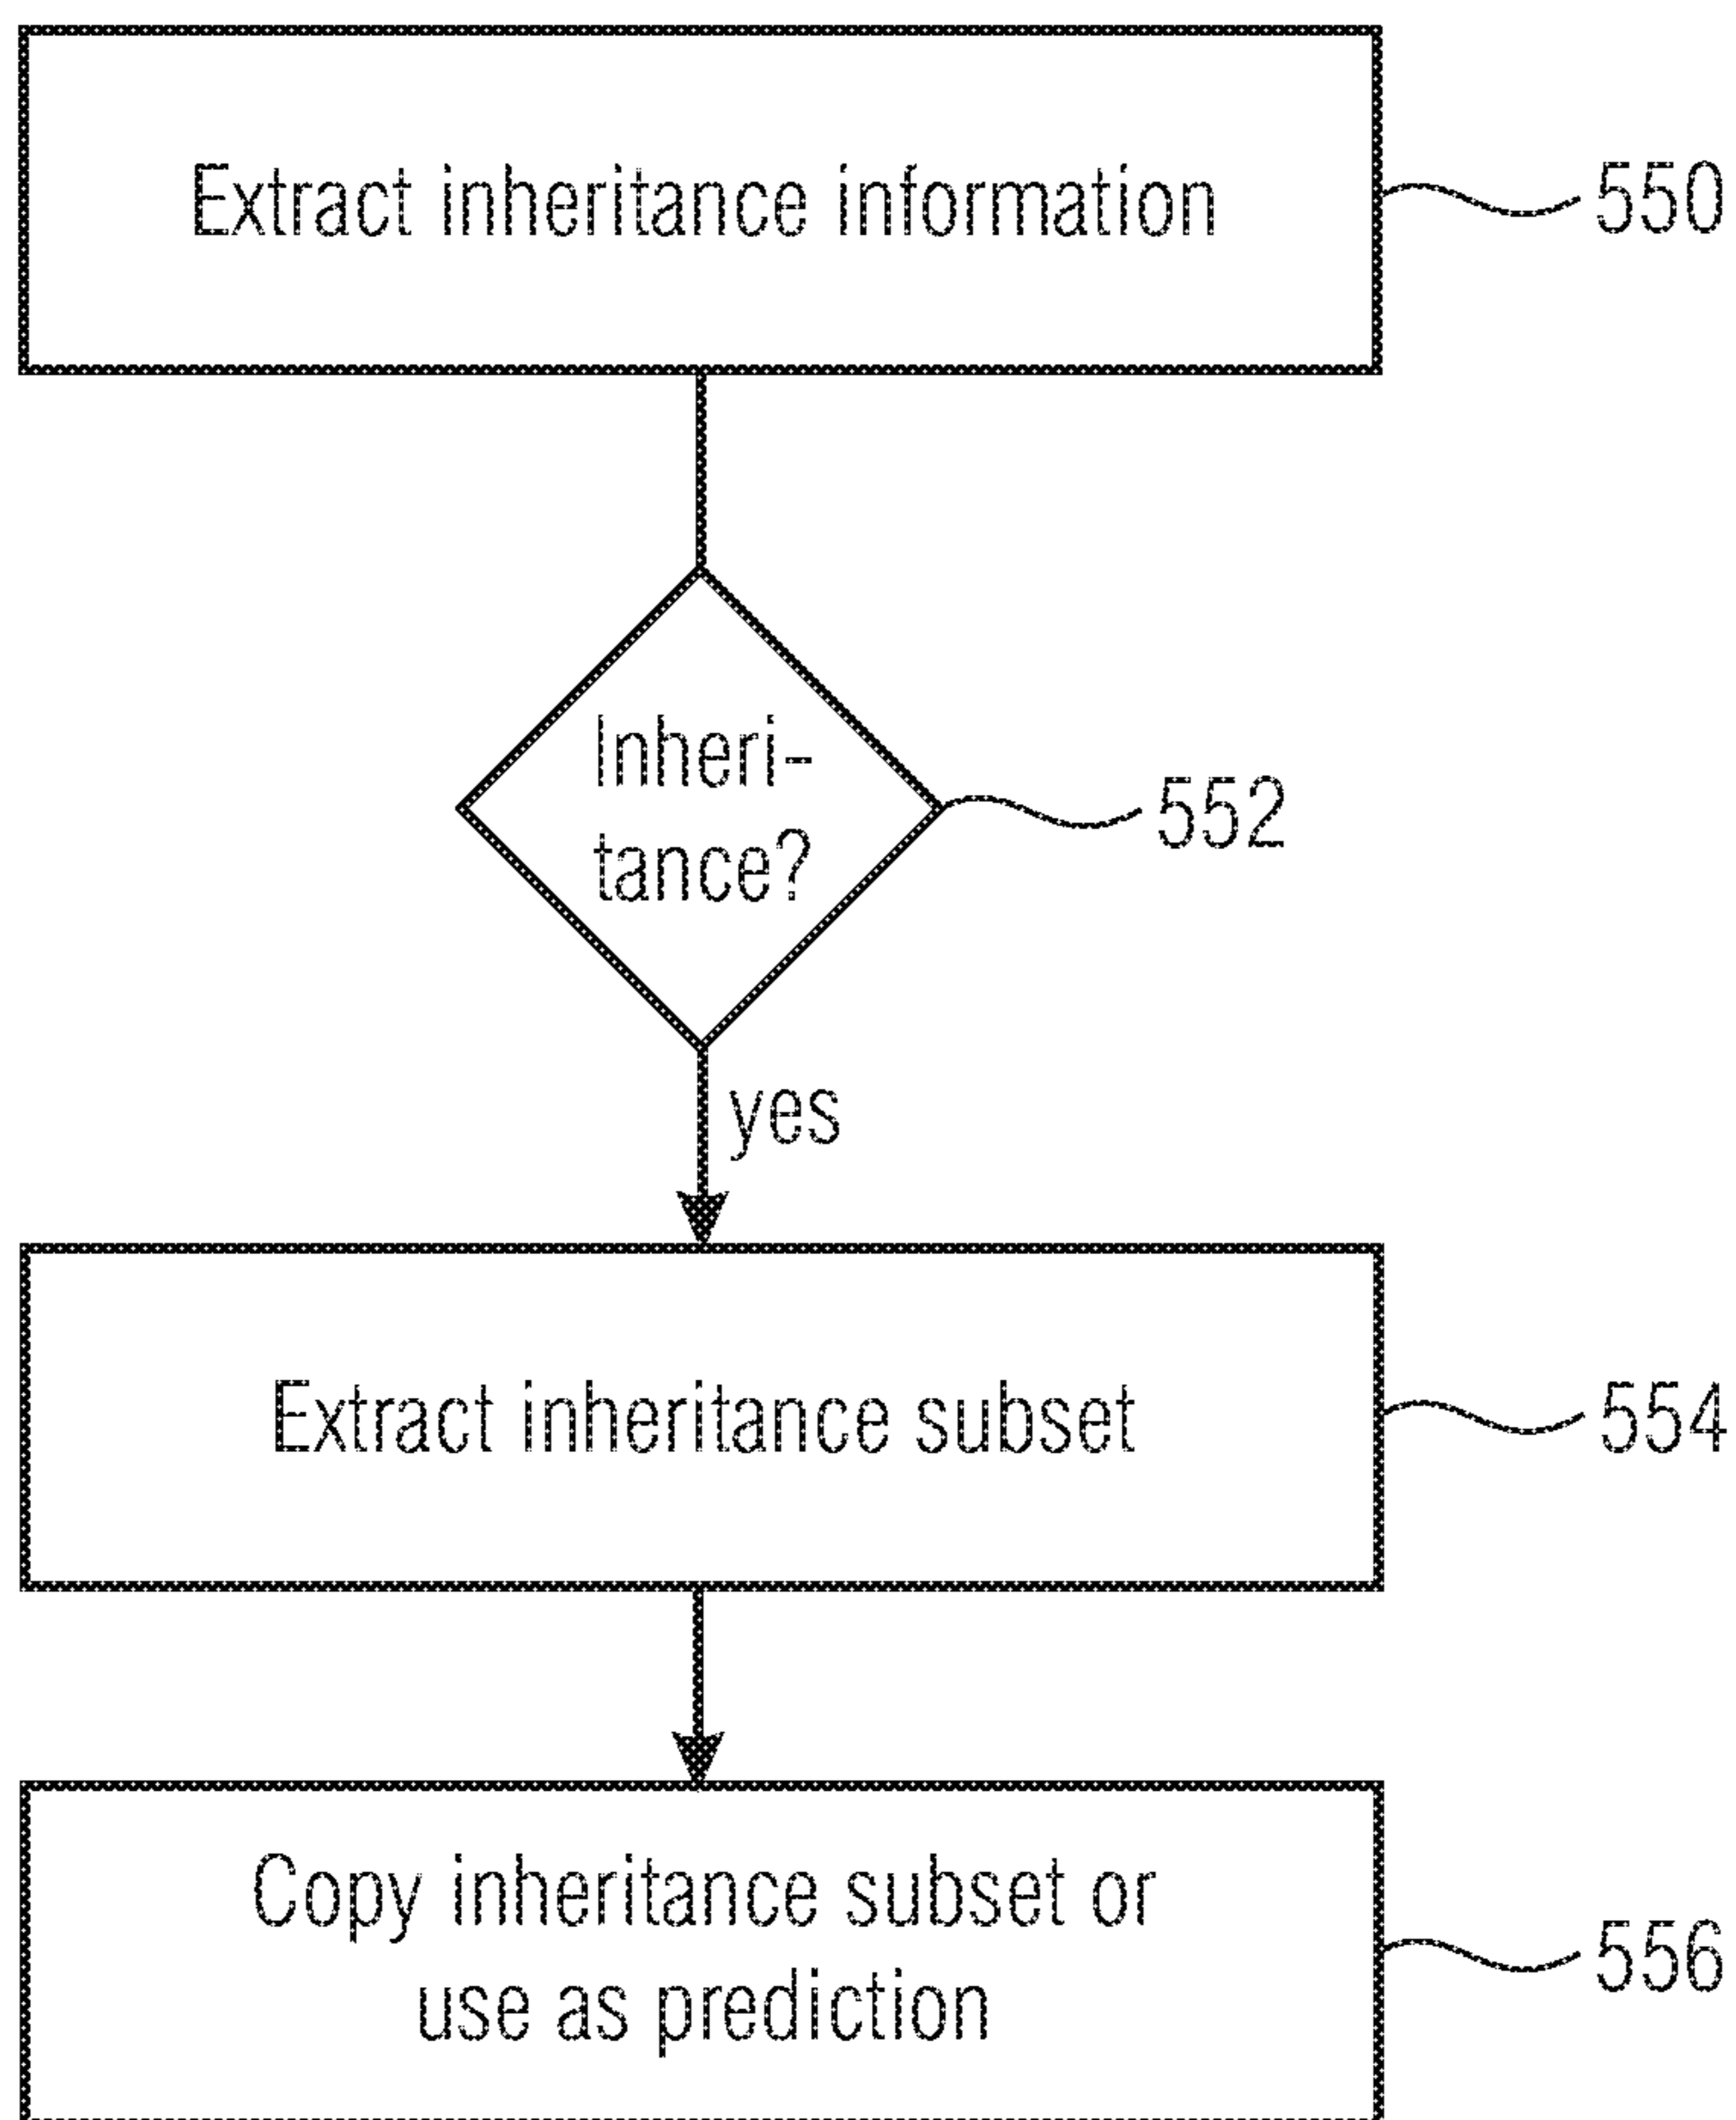 Extract inheritance information
550
Inheri-
tance?
552
yes
Extract inheritance subset
554
Copy inheritance subset or
use as prediction
556